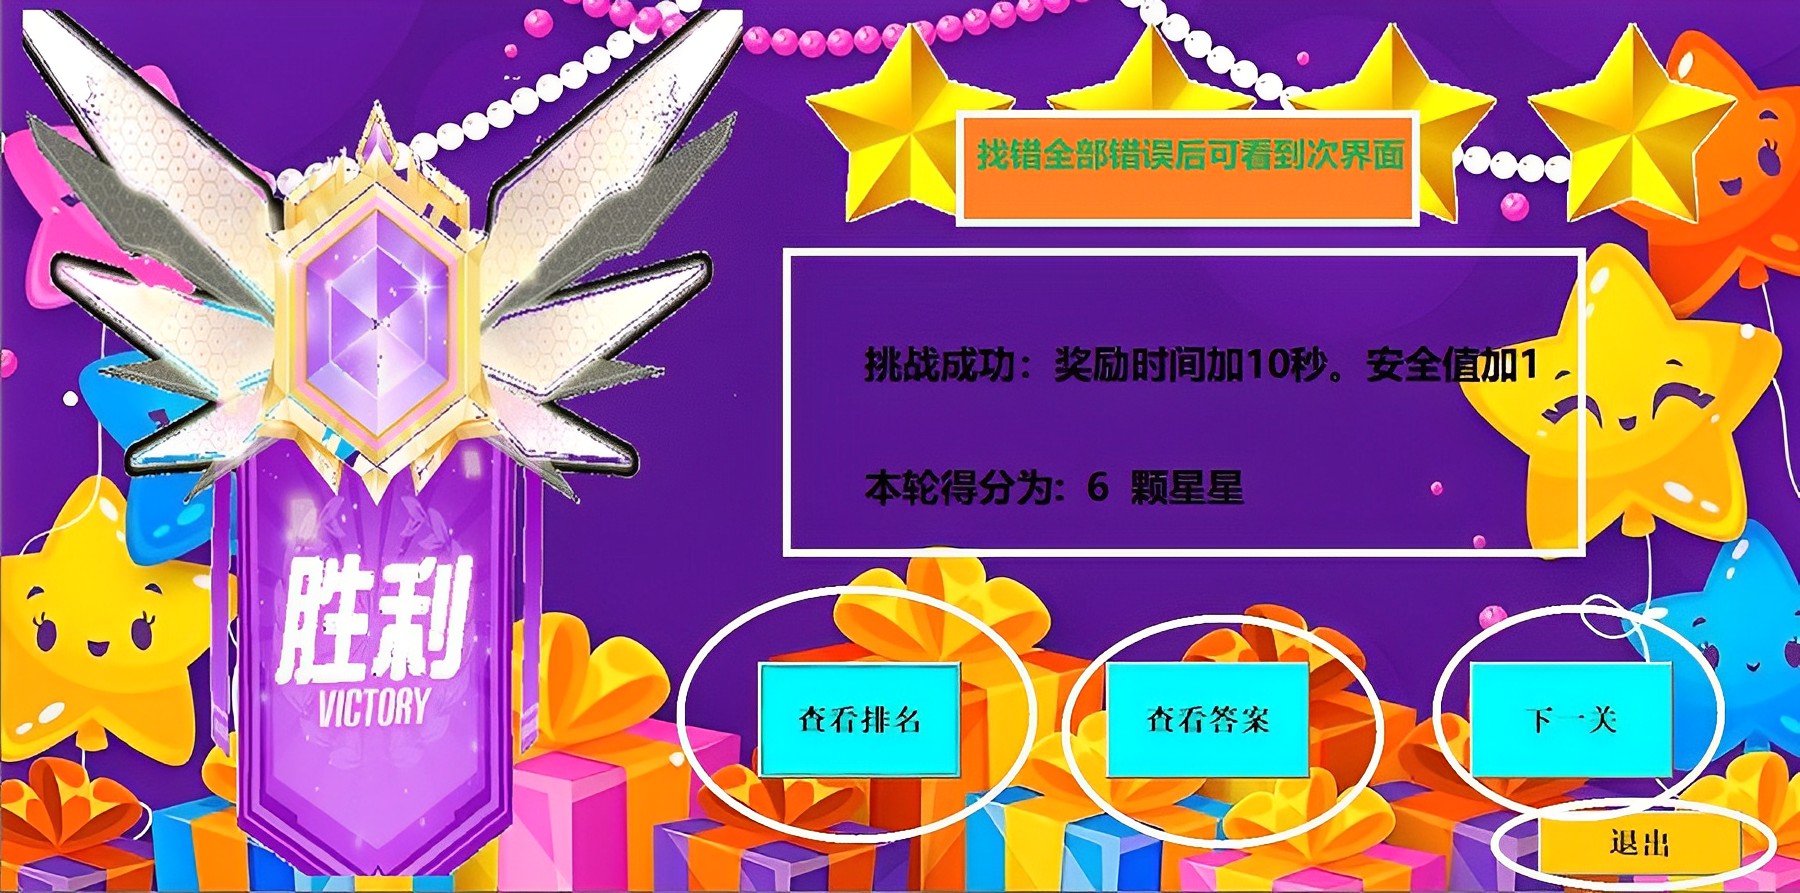 找错全部错误后可看到次界面
挑战成功：奖励时间加10秒。安全值加1
本轮得分为: 6 颗星星
胜利
VICTORY
查看排名
查看答案
下一关
退出